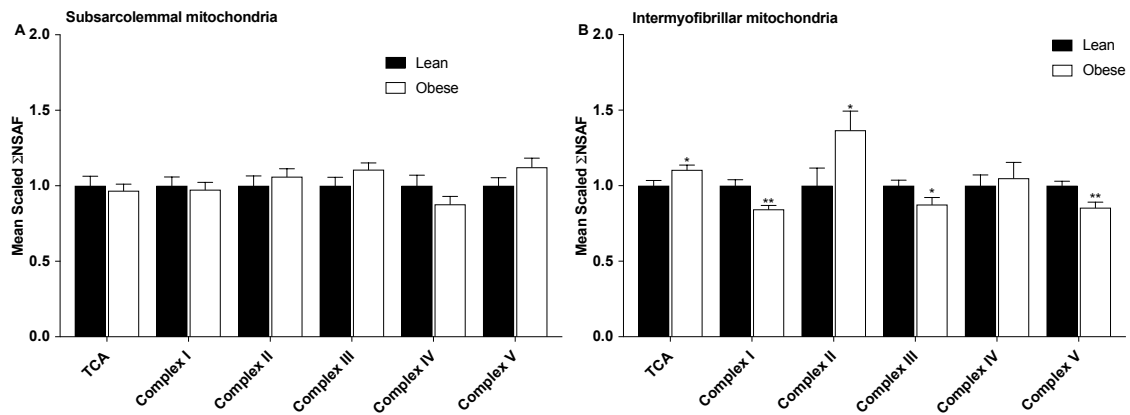 A
Subsarcolemmal mitochondria
Mean Scaled ΣNSAF
2.0
1.5
1.0
0.5
0.0
Lean
Obese
TCA
Complex I
Complex II
Complex III
Complex IV
Complex V
B
Intermyofibrillar mitochondria
Mean Scaled ΣNSAF
2.0
1.5
1.0
0.5
0.0
Lean
Obese
*
**
*
*
**
TCA
Complex I
Complex II
Complex III
Complex IV
Complex V